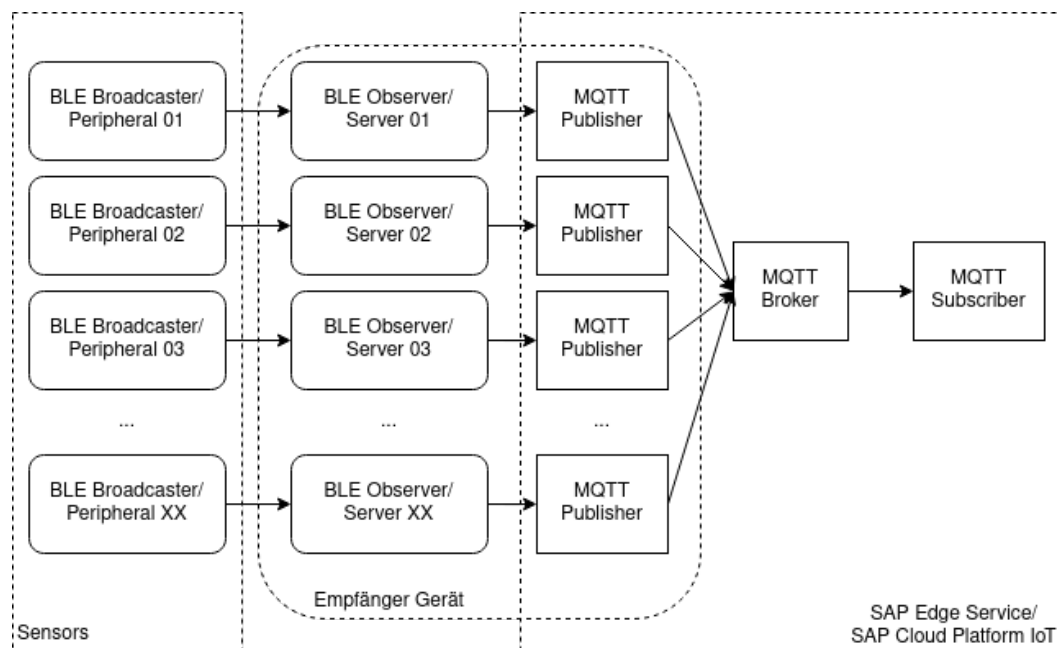 BLE Broadcaster/
Peripheral 01
BLE Observer/
Server 01
MQTT
Publisher
BLE Broadcaster/
Peripheral 02
BLE Observer/
Server 02
MQTT
Publisher
MQTT
Broker
MQTT
Subscriber
BLE Broadcaster/
Peripheral 03
BLE Observer/
Server 03
MQTT
Publisher
...
...
...
BLE Broadcaster/
Peripheral XX
BLE Observer/
Server XX
MQTT
Publisher
Empfänger Gerät
Sensors
SAP Edge Service/
SAP Cloud Platform IoT